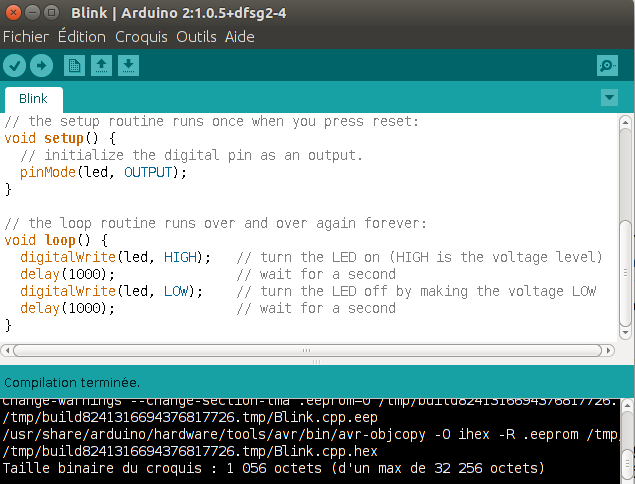 Blink | Arduino 2:1.0.5+dfsg2-4
Fichier Édition Croquis Outils Aide
Blink
// the setup routine runs once when you press reset:
void setup() {
  // initialize the digital pin as an output.
  pinMode(led, OUTPUT);
}
// the loop routine runs over and over again forever:
void loop() {
  digitalWrite(led, HIGH);   // turn the LED on (HIGH is the voltage level)
  delay(1000);               // wait for a second
  digitalWrite(led, LOW);    // turn the LED off by making the voltage LOW
  delay(1000);               // wait for a second
}
Compilation terminée.
change-warnings --change-section-lma .eeprom=0 /tmp/build8241316694376817726.
/tmp/build8241316694376817726.tmp/Blink.cpp.eep
/usr/share/arduino/hardware/tools/avr/bin/avr-objcopy -O ihex -R .eeprom /tmp/
/tmp/build8241316694376817726.tmp/Blink.cpp.hex
Taille binaire du croquis : 1 056 octets (d'un max de 32 256 octets)